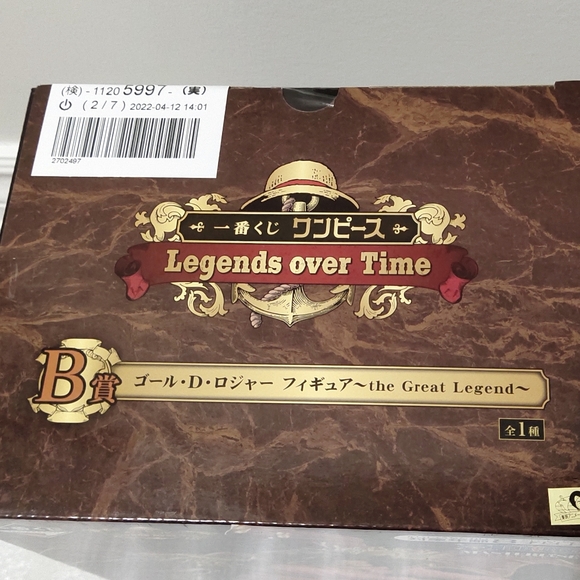 (検)-1120 5997-(実)
(2/7) 2022-04-12 14:01
2702497
一番くじ ワンピース
Legends over Time
B賞 ゴール・D・ロジャー フィギュア～the Great Legend～
全1種